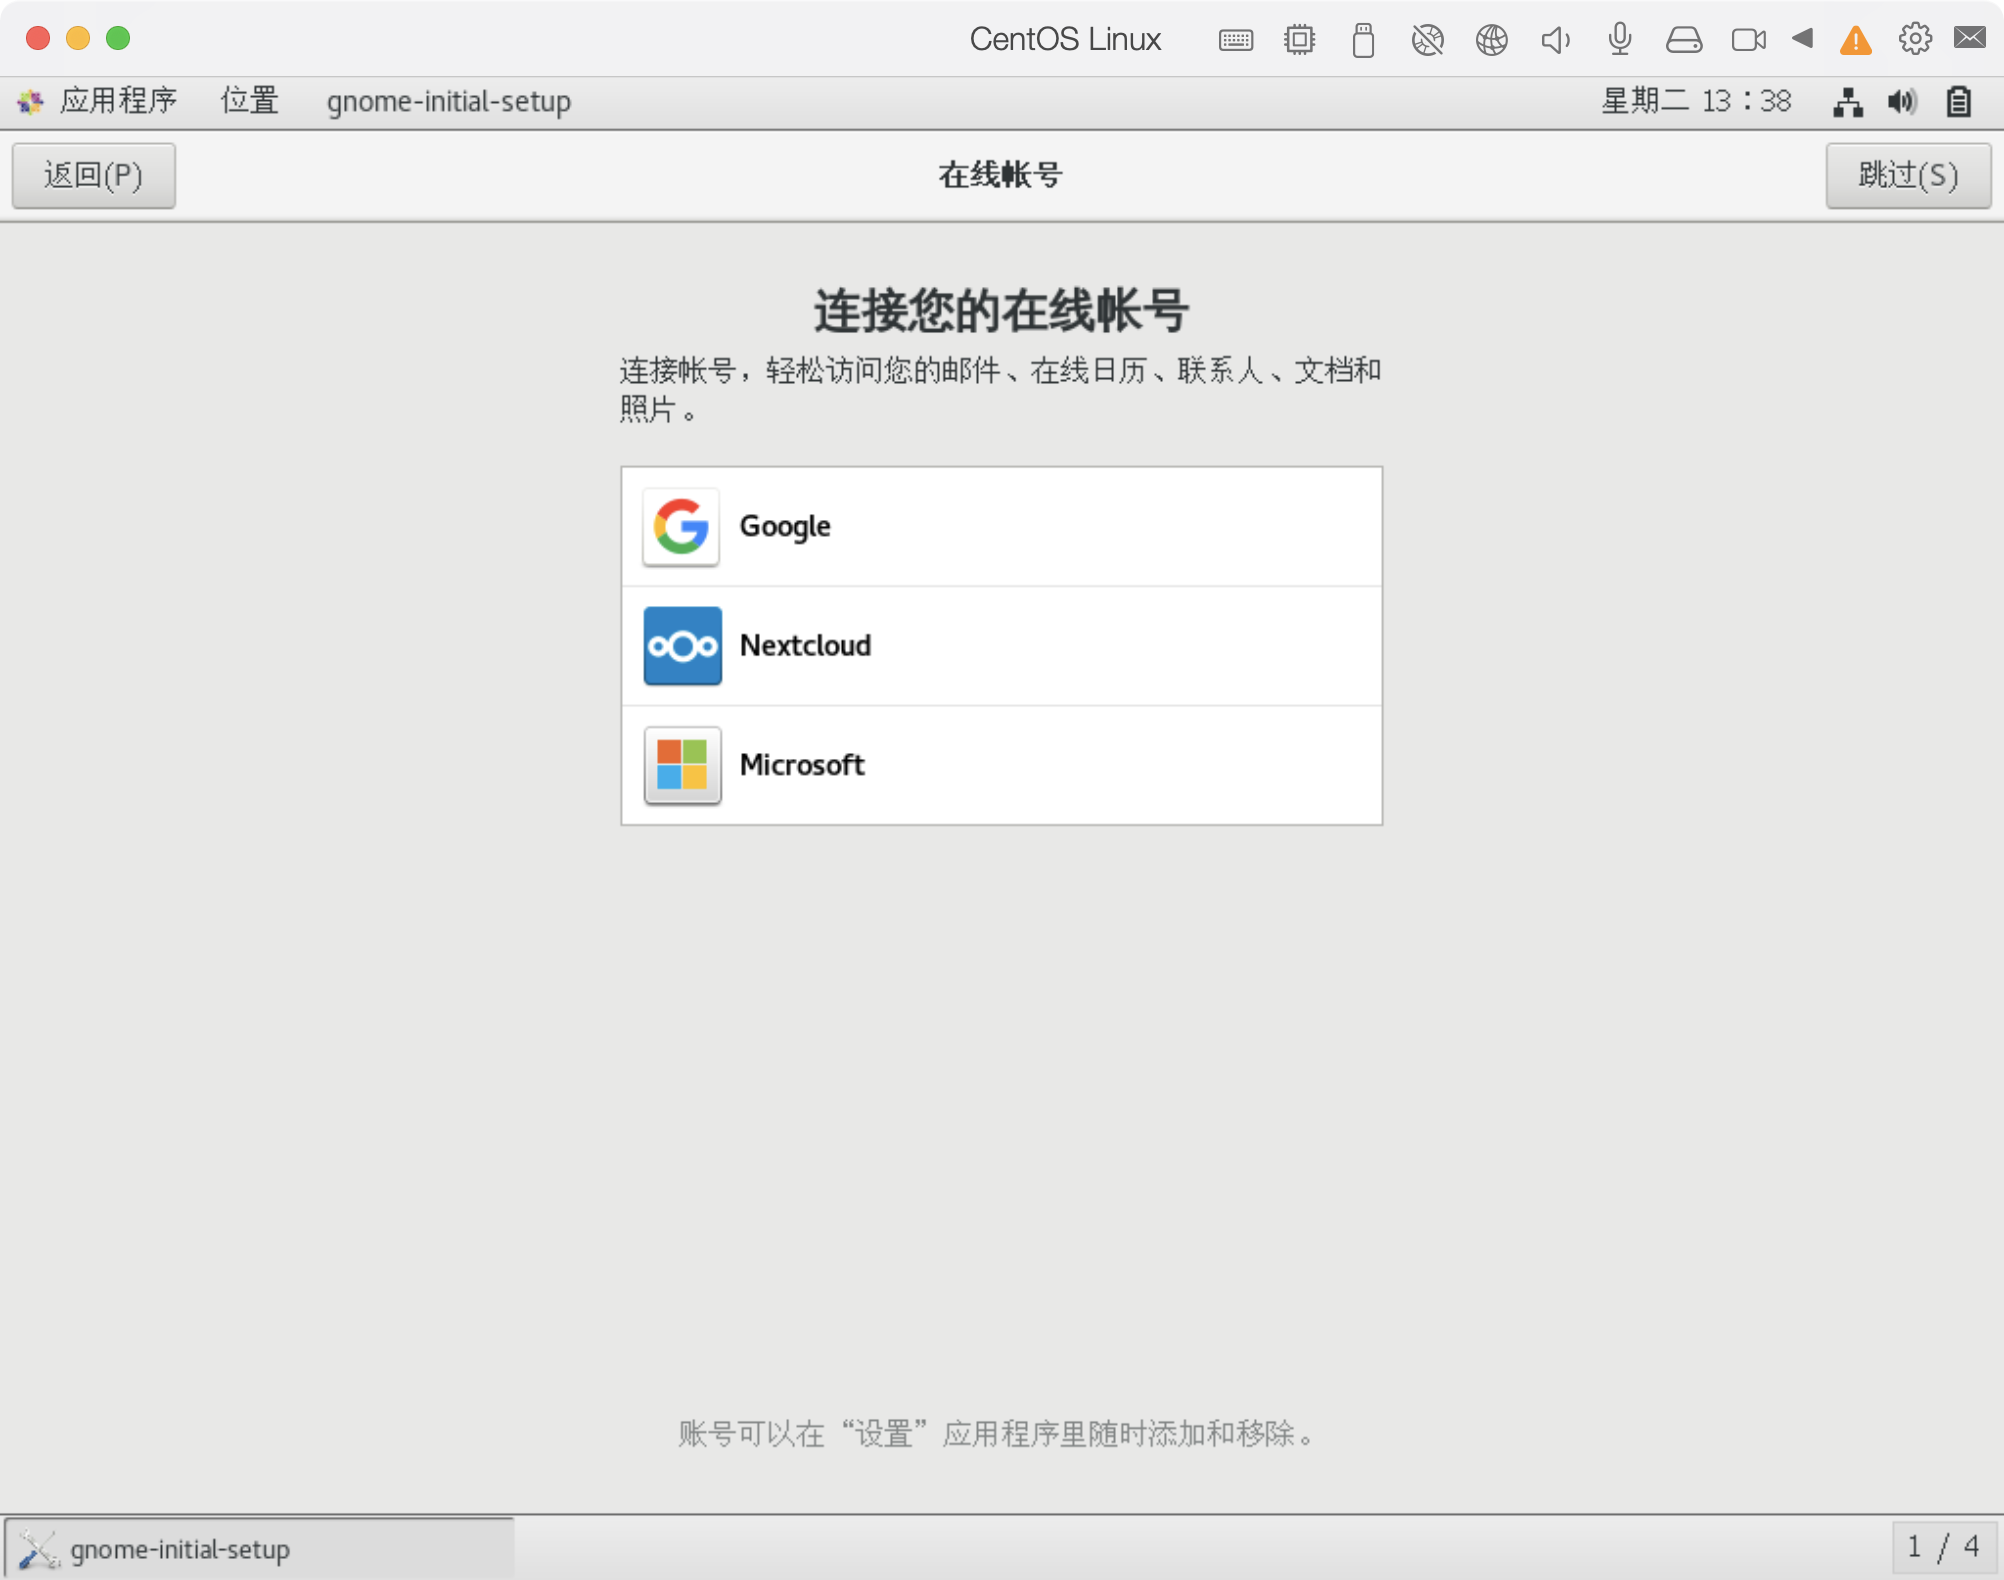 CentOS Linux
应用程序 位置 gnome-initial-setup 星期二 13：38
返回(P) 在线帐号 跳过(S)
连接您的在线帐号
连接帐号，轻松访问您的邮件、在线日历、联系人、文档和
照片。
Google
Nextcloud
Microsoft
账号可以在“设置”应用程序里随时添加和移除。
gnome-initial-setup 1 / 4